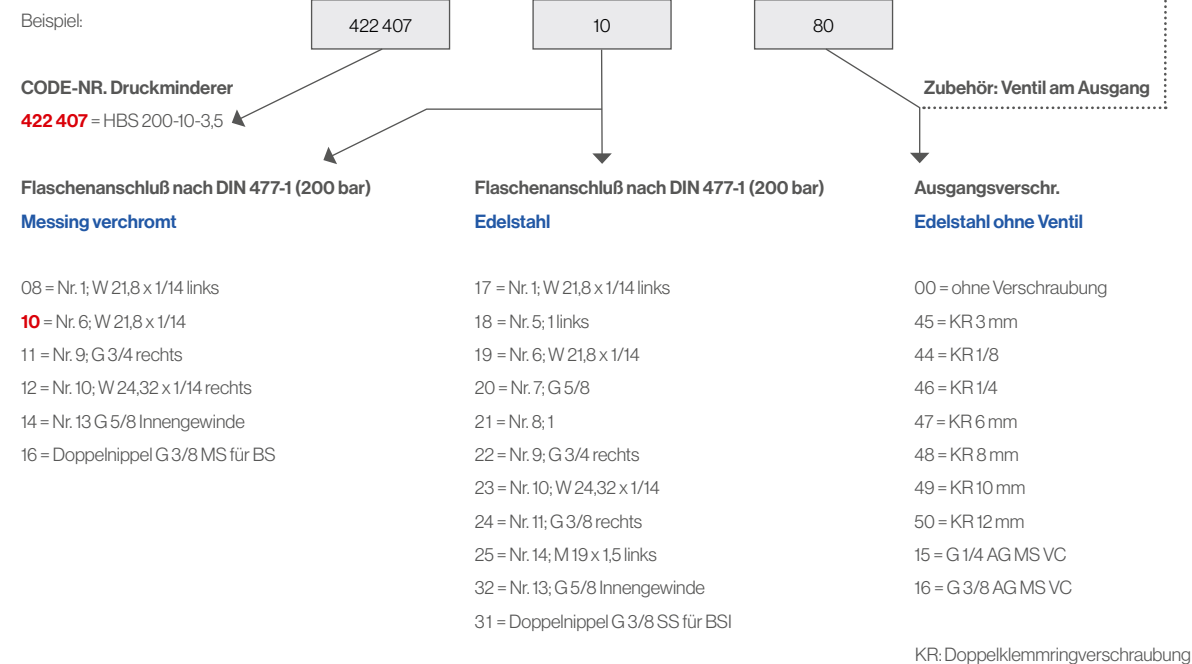 Beispiel:
422 407
10
80
CODE-NR. Druckminderer
422 407 = HBS 200-10-3,5
Zubehör: Ventil am Ausgang
Flaschenanschluß nach DIN 477-1 (200 bar)
Messing verchromt
08 = Nr. 1; W 21,8 x 1/14 links
10 = Nr. 6; W 21,8 x 1/14
11 = Nr. 9; G 3/4 rechts
12 = Nr. 10; W 24,32 x 1/14 rechts
14 = Nr. 13 G 5/8 Innengewinde
16 = Doppelnippel G 3/8 MS für BS
Flaschenanschluß nach DIN 477-1 (200 bar)
Edelstahl
17 = Nr. 1; W 21,8 x 1/14 links
18 = Nr. 5; 1 links
19 = Nr. 6; W 21,8 x 1/14
20 = Nr. 7; G 5/8
21 = Nr. 8; 1
22 = Nr. 9; G 3/4 rechts
23 = Nr. 10; W 24,32 x 1/14
24 = Nr. 11; G 3/8 rechts
25 = Nr. 14; M 19 x 1,5 links
32 = Nr. 13; G 5/8 Innengewinde
31 = Doppelnippel G 3/8 SS für BSI
Ausgangsverschr.
Edelstahl ohne Ventil
00 = ohne Verschraubung
45 = KR 3 mm
44 = KR 1/8
46 = KR 1/4
47 = KR 6 mm
48 = KR 8 mm
49 = KR 10 mm
50 = KR 12 mm
15 = G 1/4 AG MS VC
16 = G 3/8 AG MS VC
KR: Doppelklemmringverschraubung